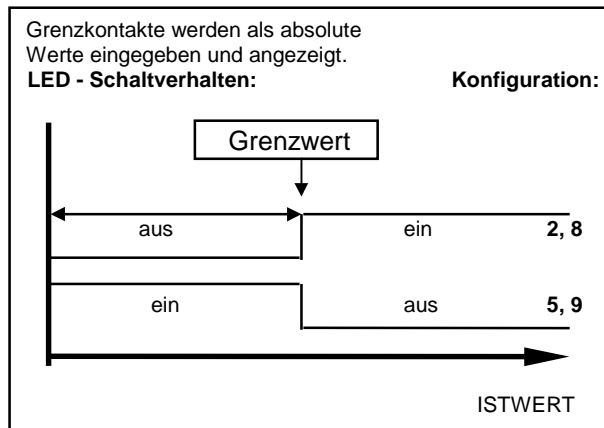 Grenzkontakte werden als absolute
Werte eingegeben und angezeigt.
LED - Schaltverhalten: Konfiguration:
Grenzwert
aus ein 2, 8
ein aus 5, 9
ISTWERT